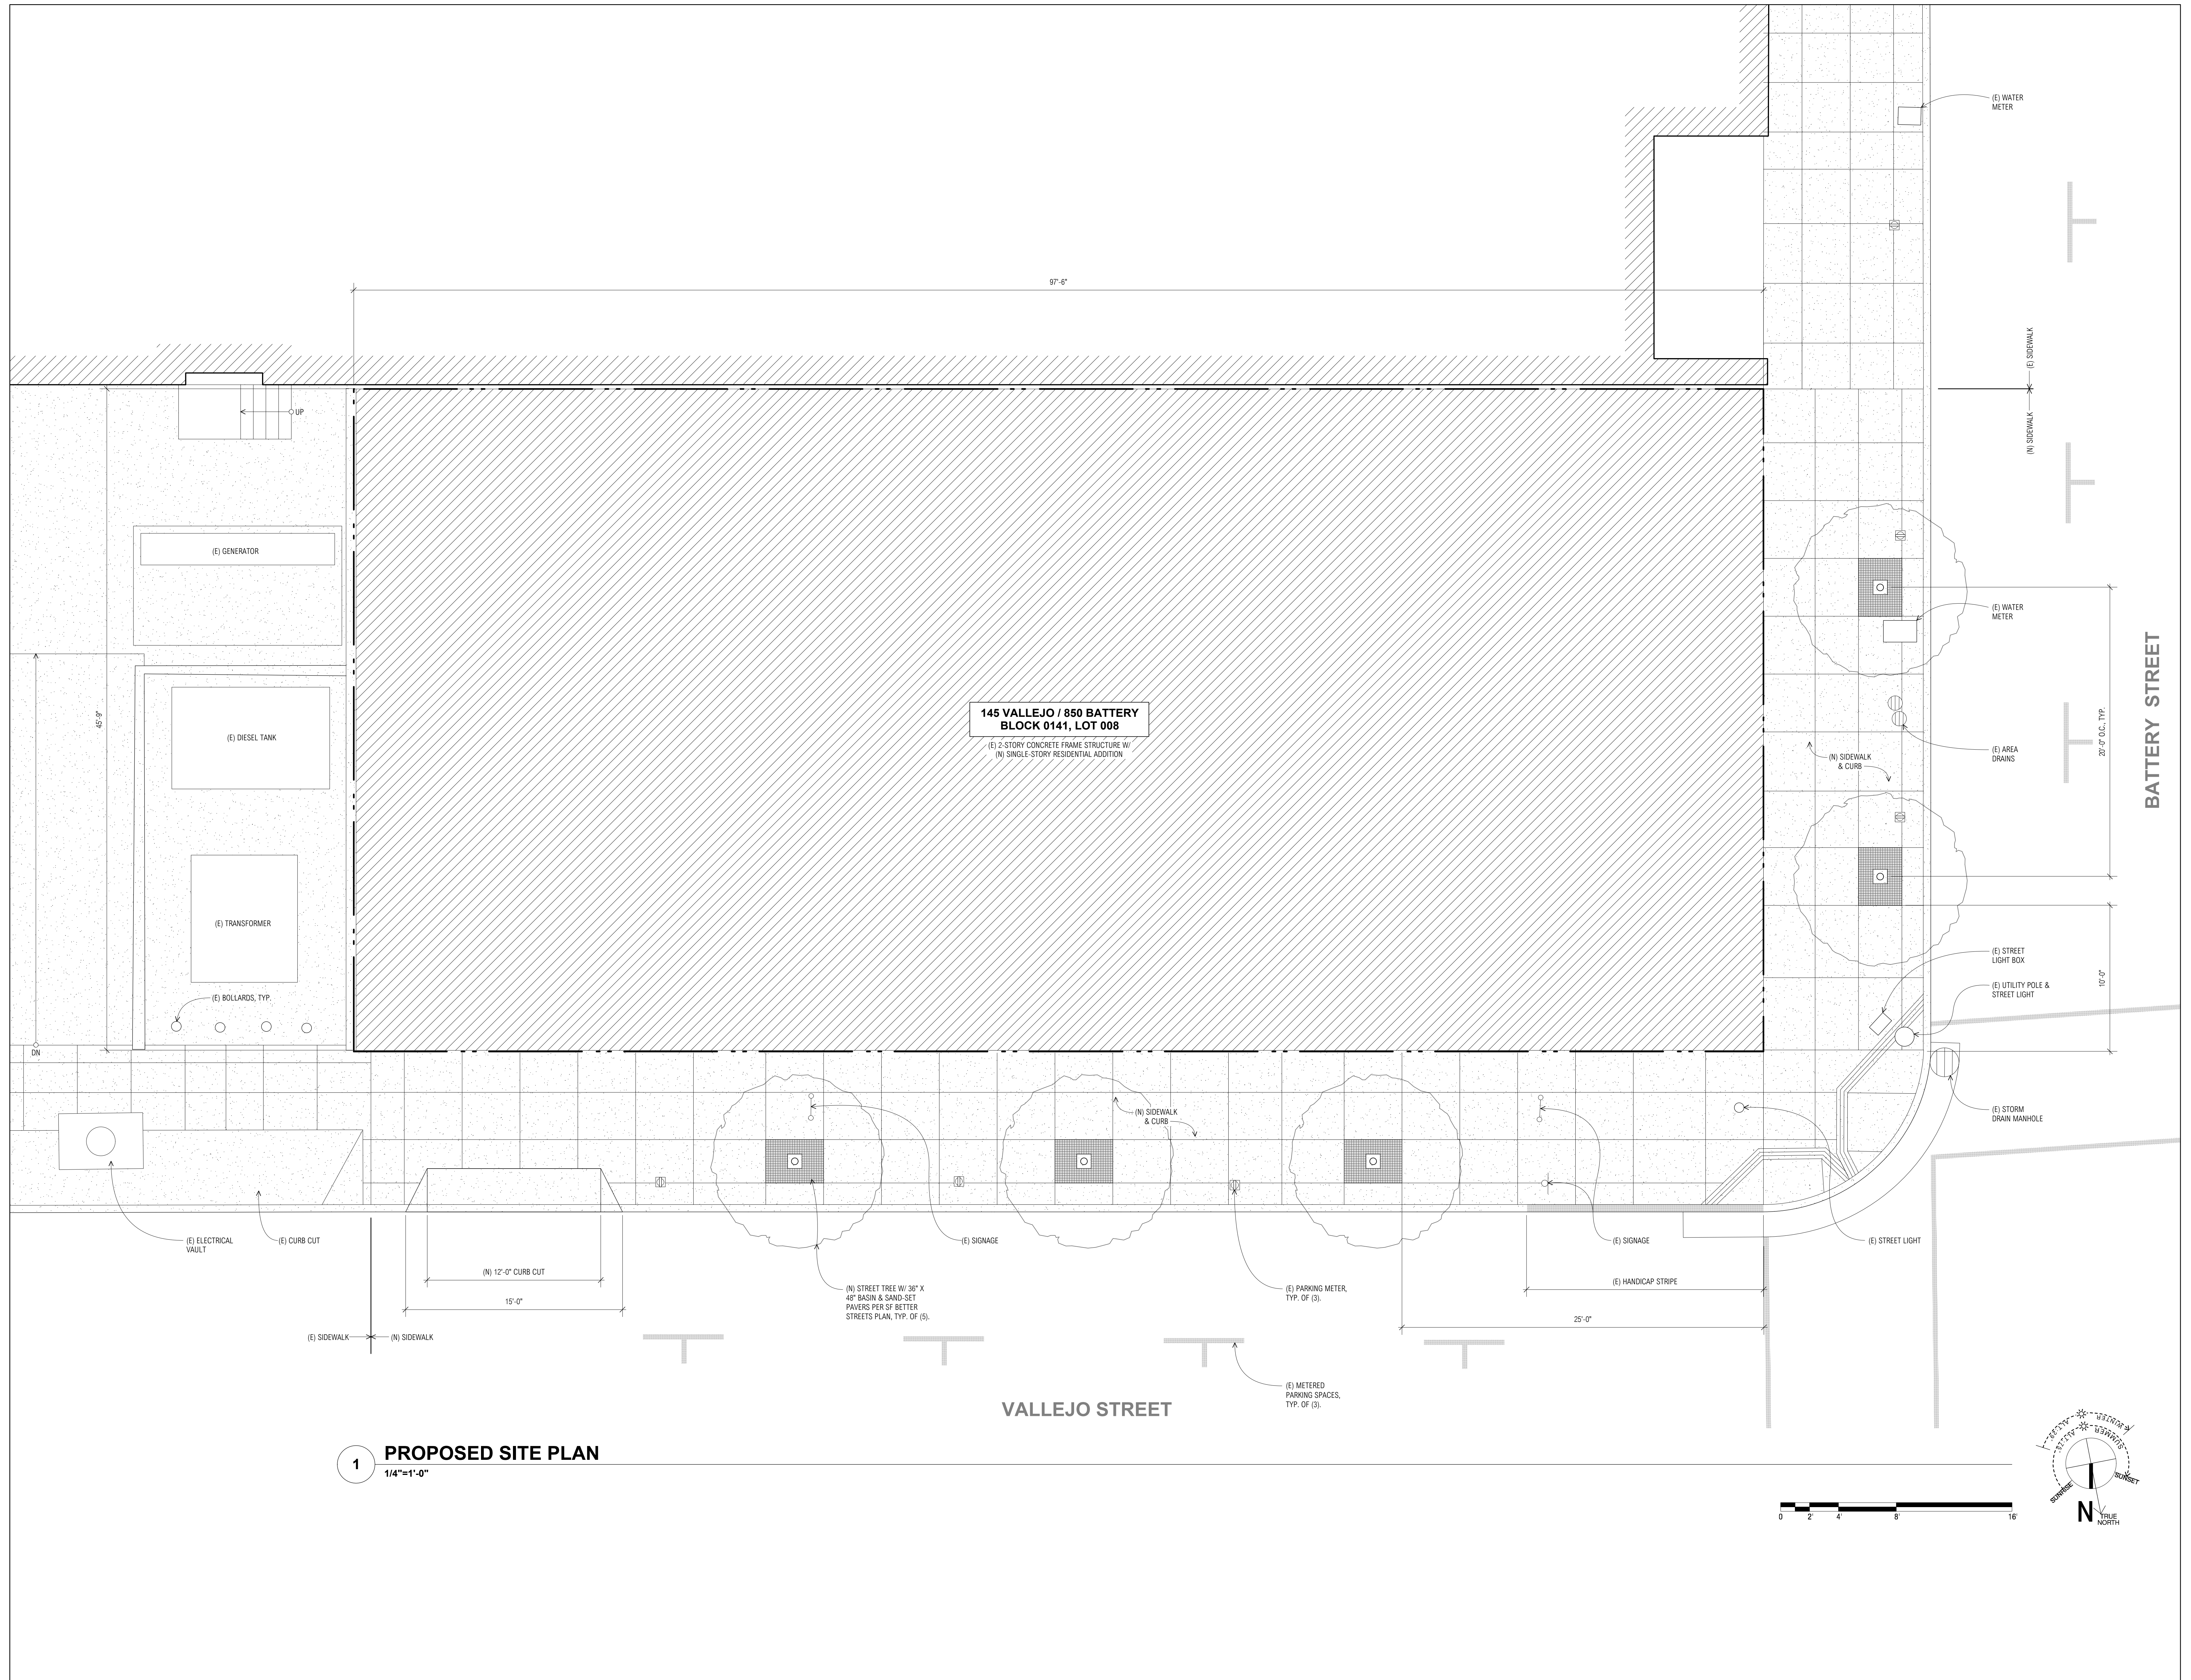 (E) WATER
METER
97'-6"
(E) SIDEWALK
(N) SIDEWALK
UP
(E) GENERATOR
(E) WATER
METER
BATTERY STREET
45'-9"
145 VALLEJO / 850 BATTERY
BLOCK 0141, LOT 008
(E) 2-STORY CONCRETE FRAME STRUCTURE W/
(N) SINGLE-STORY RESIDENTIAL ADDITION
(E) DIESEL TANK
20'-0" O.C., TYP.
(E) AREA
DRAINS
(N) SIDEWALK
& CURB
(E) TRANSFORMER
(E) STREET
LIGHT BOX
10'-0"
(E) UTILITY POLE &
STREET LIGHT
(E) BOLLARDS, TYP.
DN
(N) SIDEWALK
& CURB
(E) STORM
DRAIN MANHOLE
(E) ELECTRICAL
VAULT
(E) CURB CUT
(E) SIGNAGE
(E) SIGNAGE
(E) STREET LIGHT
(N) 12'-0" CURB CUT
(N) STREET TREE W/ 36" X
48" BASIN & SAND-SET
PAVERS PER SF BETTER
STREETS PLAN, TYP. OF (5).
(E) PARKING METER,
TYP. OF (3).
(E) HANDICAP STRIPE
15'-0"
25'-0"
(E) SIDEWALK
(N) SIDEWALK
(E) METERED
PARKING SPACES,
TYP. OF (3).
VALLEJO STREET
1
PROPOSED SITE PLAN
1/4"=1'-0"
0
2'
4'
8'
16'
WINTER
ALT-29°
SUMMER
ALT-75°
SUNRISE
SUNSET
N
TRUE
NORTH